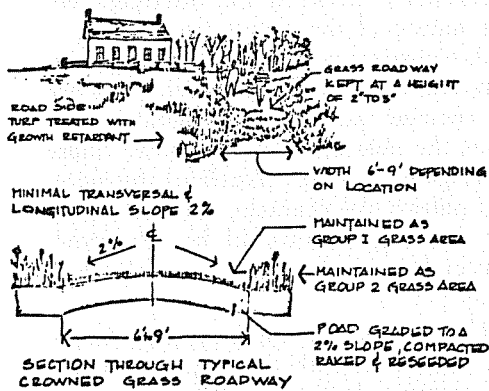 GRASS ROADWAY
KEPT AT A HEIGHT
OF 2" TO 3"
ROAD SIDE
TURF TREATED WITH
GROWTH RETARDANT
WIDTH 6'-9' DEPENDING
ON LOCATION
MINIMAL TRANSVERSAL &
LONGITUDINAL SLOPE 2%
MAINTAINED AS
GROUP I GRASS AREA
2%
MAINTAINED AS
GROUP 2 GRASS AREA
6'-9'
ROAD GRADED TO A
2% SLOPE, COMPACTED
RAKED & RESEEDED
SECTION THROUGH TYPICAL
CROWNED GRASS ROADWAY